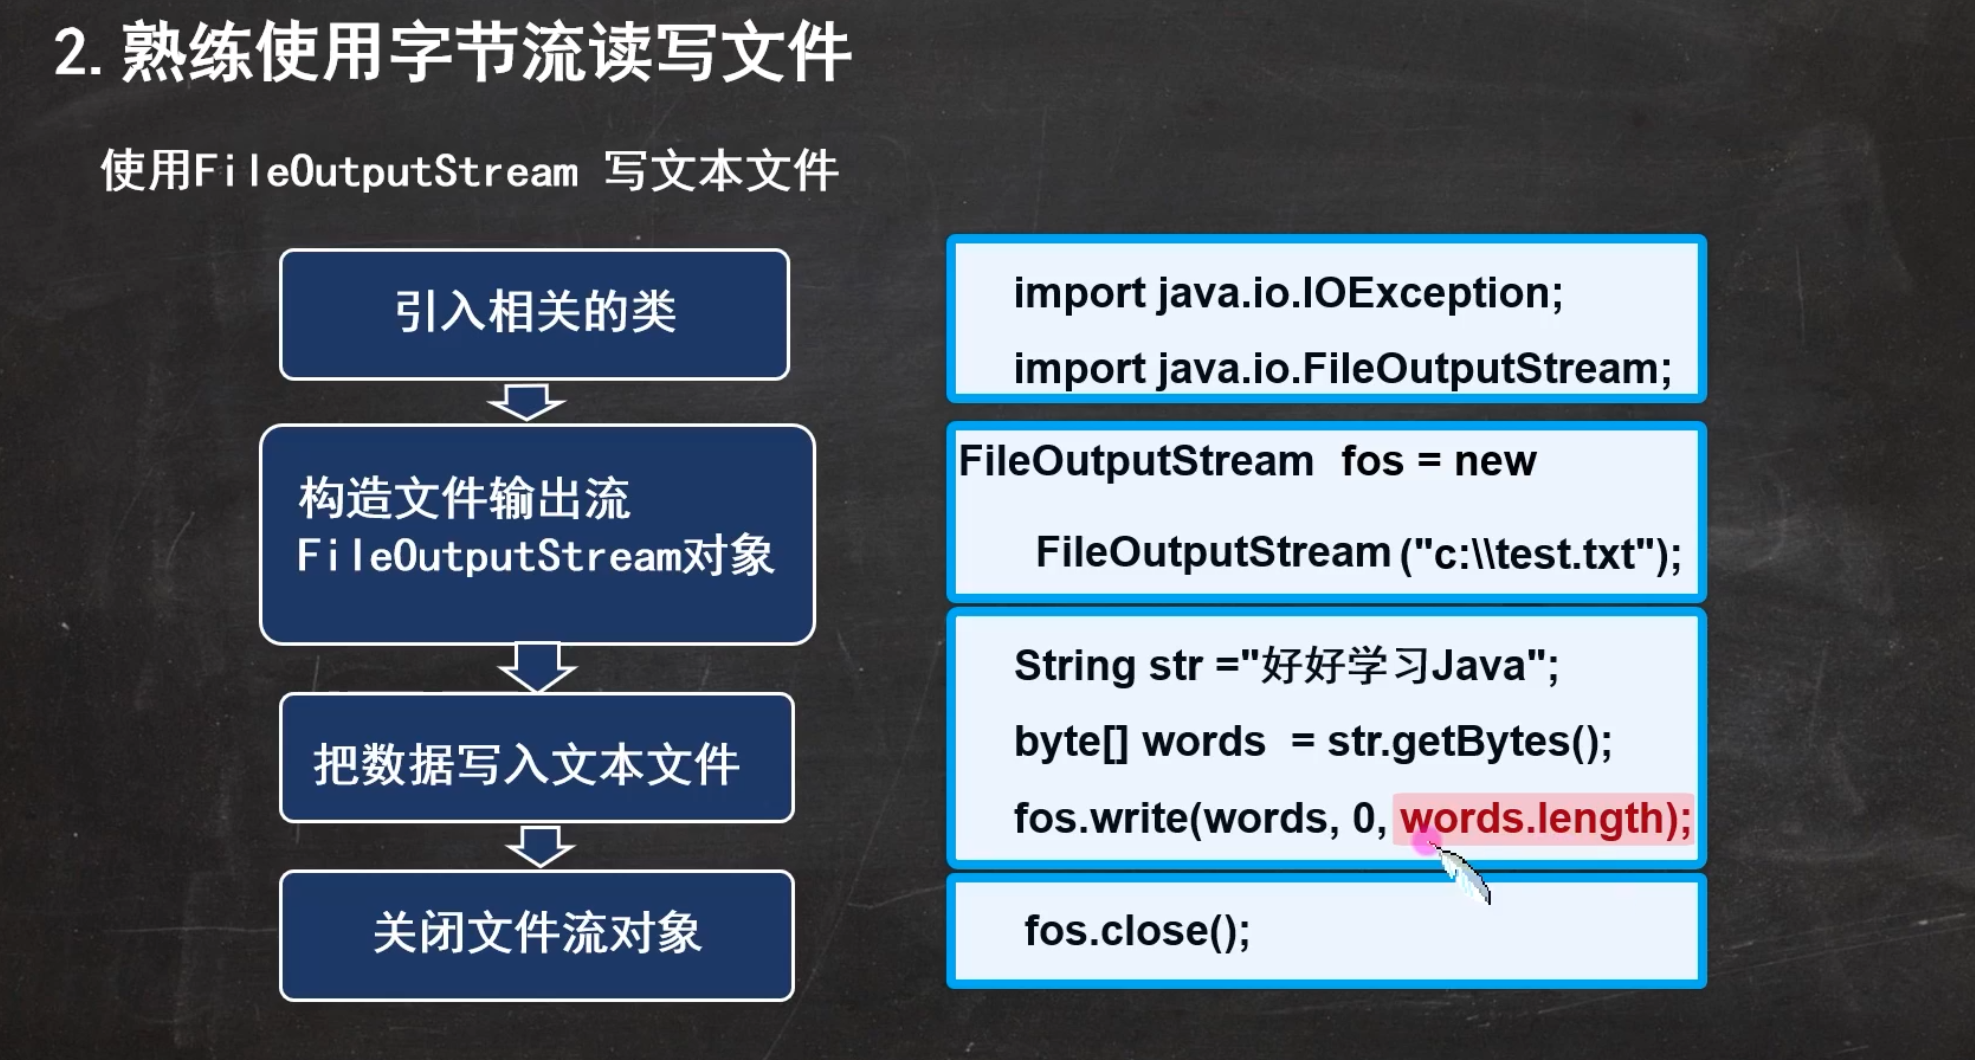 2. 熟练使用字节流读写文件
使用FileOutputStream 写文本文件
引入相关的类
import java.io.IOException;
import java.io.FileOutputStream;
构造文件输出流
FileOutputStream对象
FileOutputStream fos = new
FileOutputStream ("c:\\test.txt");
把数据写入文本文件
String str ="好好学习Java";
byte[] words = str.getBytes();
fos.write(words, 0, words.length);
关闭文件流对象
fos.close();